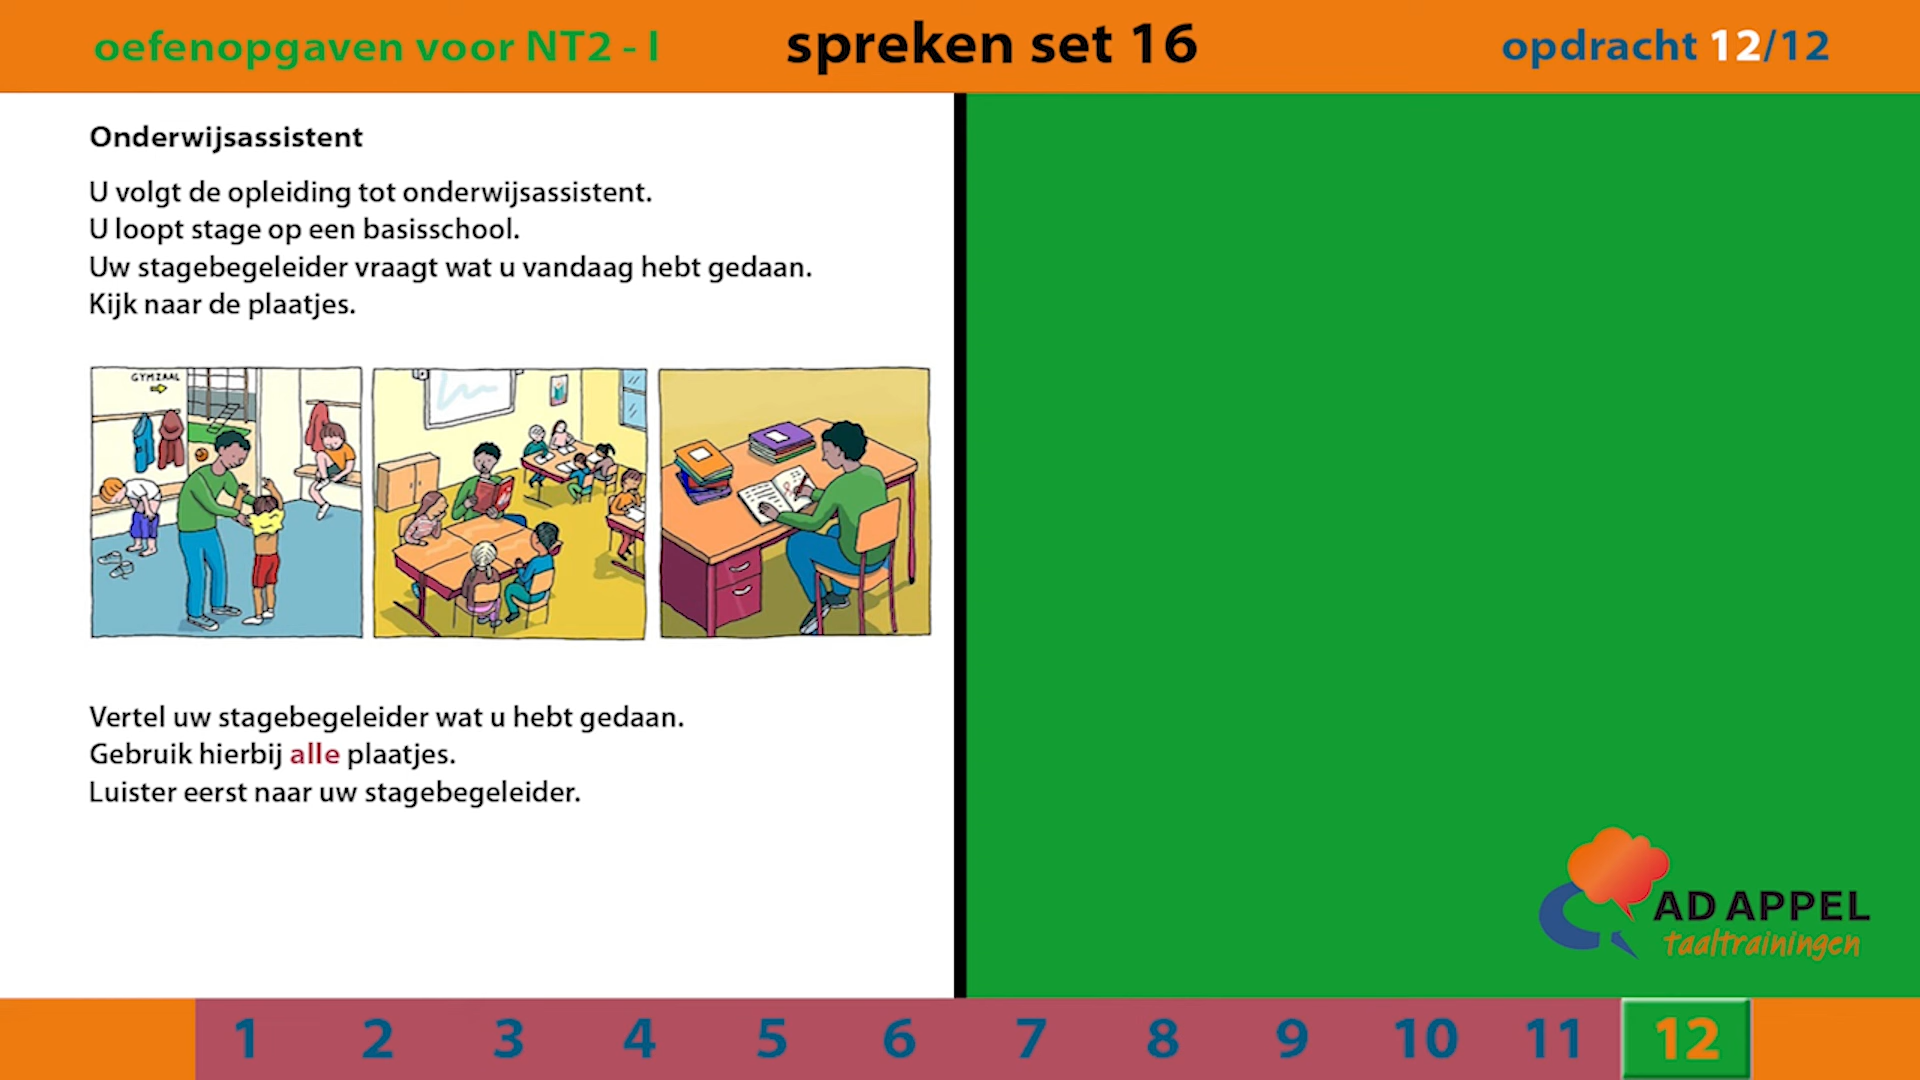 oefenopgaven voor NT2 - I
spreken set 16
opdracht 12/12
Onderwijsassistent
U volgt de opleiding tot onderwijsassistent.
U loopt stage op een basisschool.
Uw stagebegeleider vraagt wat u vandaag hebt gedaan.
Kijk naar de plaatjes.
GYMZAAL
Vertel uw stagebegeleider wat u hebt gedaan.
Gebruik hierbij alle plaatjes.
Luister eerst naar uw stagebegeleider.
AD APPEL
taaltrainingen
1 2 3 4 5 6 7 8 9 10 11 12